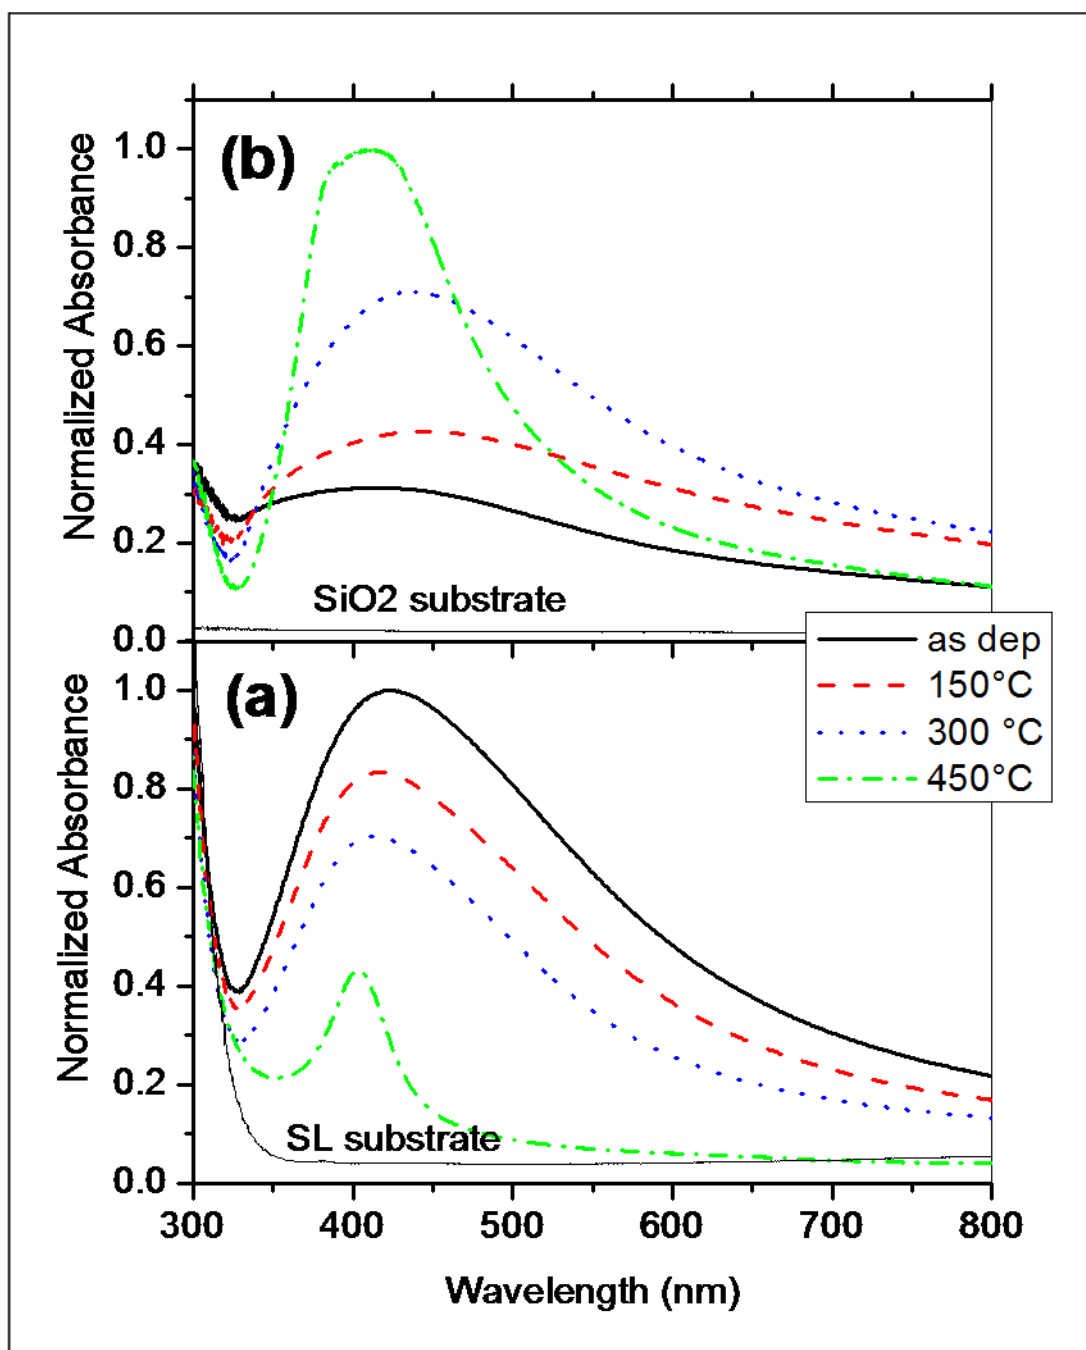 (b)
Normalized Absorbance
1.0
0.8
0.6
0.4
0.2
0.0
SiO2 substrate
as dep
150°C
300 °C
450°C
(a)
Normalized Absorbance
1.0
0.8
0.6
0.4
0.2
0.0
SL substrate
300 400 500 600 700 800
Wavelength (nm)